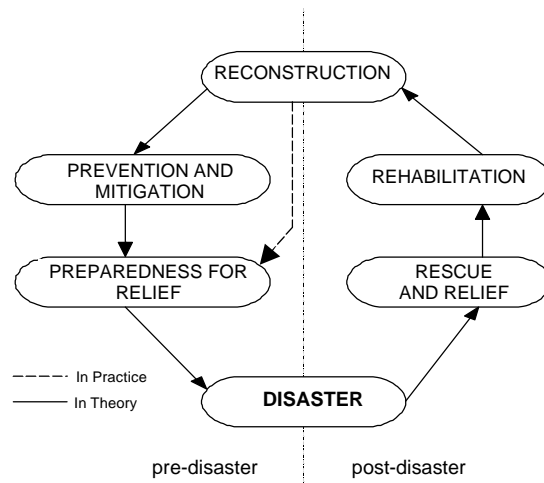 RECONSTRUCTION
PREVENTION AND
MITIGATION
REHABILITATION
PREPAREDNESS FOR
RELIEF
RESCUE
AND RELIEF
In Practice
In Theory
DISASTER
pre-disaster
post-disaster